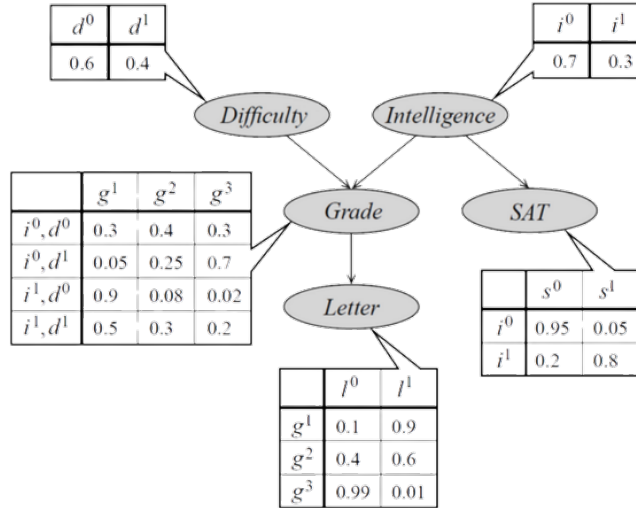 d⁰ d¹
0.6 0.4
i⁰ i¹
0.7 0.3
Difficulty
Intelligence
g¹ g² g³
i⁰, d⁰ 0.3 0.4 0.3
i⁰, d¹ 0.05 0.25 0.7
i¹, d⁰ 0.9 0.08 0.02
i¹, d¹ 0.5 0.3 0.2
Grade
SAT
Letter
s⁰ s¹
i⁰ 0.95 0.05
i¹ 0.2 0.8
l⁰ l¹
g¹ 0.1 0.9
g² 0.4 0.6
g³ 0.99 0.01